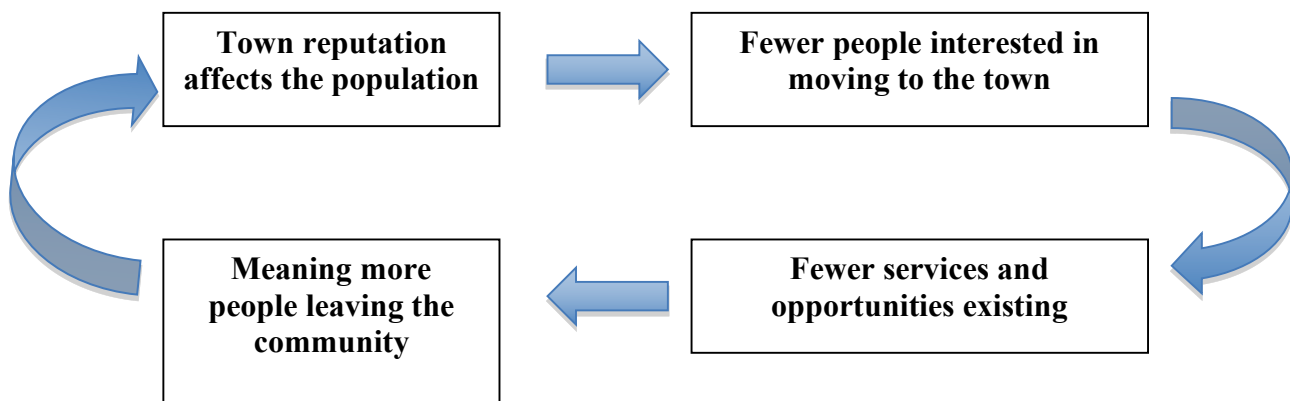 Town reputation
affects the population
Fewer people interested in
moving to the town
Fewer services and
opportunities existing
Meaning more
people leaving the
community